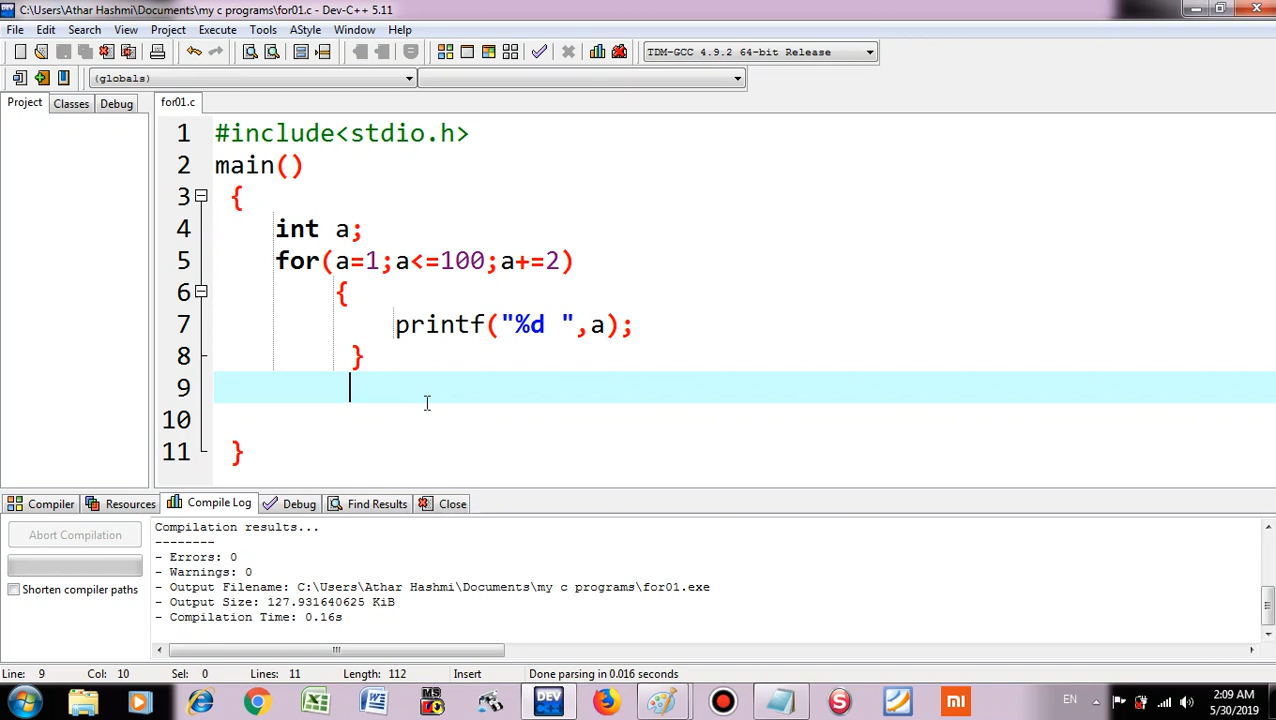 C:\Users\Athar Hashmi\Documents\my c programs\for01.c - Dev-C++ 5.11
File Edit Search View Project Execute Tools AStyle Window Help
TDM-GCC 4.9.2 64-bit Release
(globals)
Project Classes Debug for01.c
1 #include<stdio.h>
2 main()
3 {
4 int a;
5 for(a=1;a<=100;a+=2)
6 {
7 printf("%d ",a);
8 }
9
10
11 }
Compiler Resources Compile Log Debug Find Results Close
Abort Compilation
Shorten compiler paths
Compilation results...
--------
- Errors: 0
- Warnings: 0
- Output Filename: C:\Users\Athar Hashmi\Documents\my c programs\for01.exe
- Output Size: 127.931640625 KiB
- Compilation Time: 0.16s
Line: 9 Col: 10 Sel: 0 Lines: 11 Length: 112 Insert Done parsing in 0.016 seconds
DEV
C++
MS
mi
EN
2:09 AM
5/30/2019